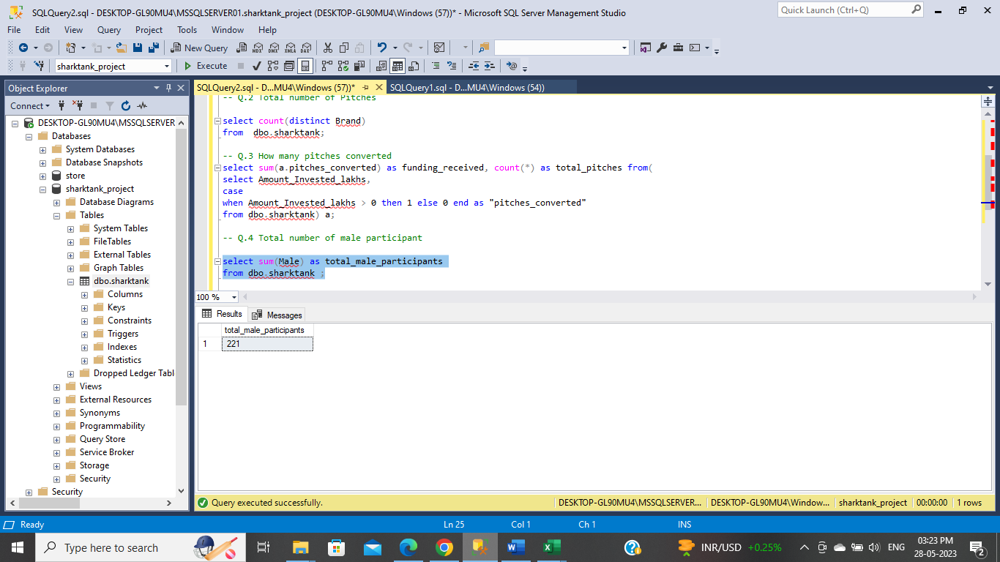 SQLQuery2.sql - DESKTOP-GL90MU4\MSSQLSERVER01.sharktank_project (DESKTOP-GL90MU4\Windows (57))* - Microsoft SQL Server Management Studio
Quick Launch (Ctrl+Q)
File Edit View Query Project Tools Window Help
New Query MDX DMX XMLA DAX
sharktank_project Execute
Object Explorer
SQLQuery2.sql - D...MU4\Windows (57))* SQLQuery1.sql - D...MU4\Windows (54))
Connect
DESKTOP-GL90MU4\MSSQLSERVER
Databases
System Databases
Database Snapshots
store
sharktank_project
Database Diagrams
Tables
System Tables
FileTables
External Tables
Graph Tables
dbo.sharktank
Columns
Keys
Constraints
Triggers
Indexes
Statistics
Dropped Ledger Tabl
Views
External Resources
Synonyms
Programmability
Query Store
Service Broker
Storage
Security
Security
-- Q.2 Total number of Pitches
select count(distinct Brand)
from  dbo.sharktank;
-- Q.3 How many pitches converted
select sum(a.pitches_converted) as funding_received, count(*) as total_pitches from(
select Amount_Invested_lakhs,
case
when Amount_Invested_lakhs > 0 then 1 else 0 end as "pitches_converted"
from dbo.sharktank) a;
-- Q.4 Total number of male participant
select sum(Male) as total_male_participants
from dbo.sharktank ;
100 %
Results Messages
total_male_participants
1 221
Query executed successfully. DESKTOP-GL90MU4\MSSQLSERVER... DESKTOP-GL90MU4\Window... sharktank_project 00:00:00 1 rows
Ready Ln 25 Col 1 Ch 1 INS
Type here to search
INR/USD +0.25% ENG 03:23 PM
28-05-2023
2